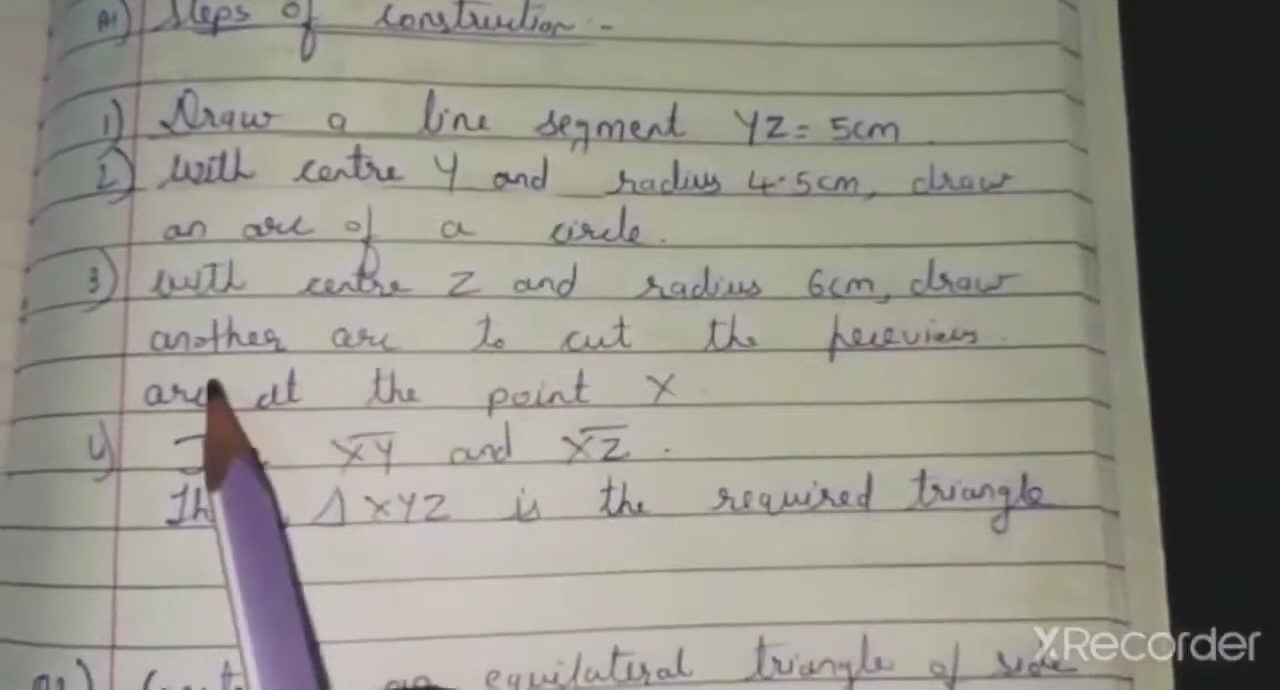 A1) Steps of construction:-
1) Draw a line segment YZ = 5cm
2) With centre Y and radius 4.5cm, draw
an arc of a circle.
3) With centre Z and radius 6cm, draw
another arc to cut the
arc at the point X.
4) XY and XZ.
Δ XYZ is the required triangle
an equilateral triangle of side
XRecorder